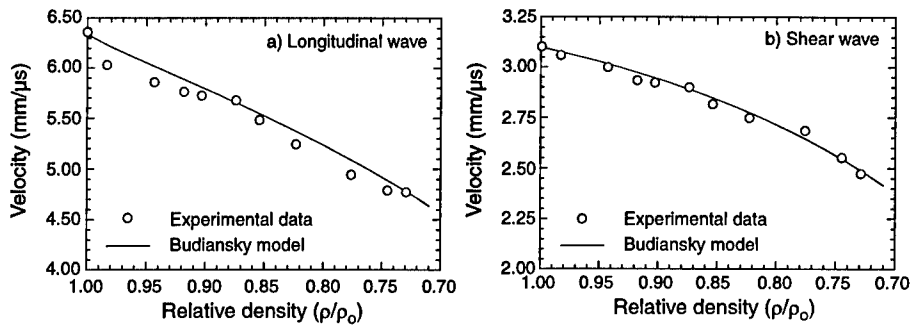 a) Longitudinal wave
Velocity (mm/μs)
6.50
6.00
5.50
5.00
4.50
4.00
Experimental data
Budiansky model
1.00
0.95
0.90
0.85
0.80
0.75
0.70
Relative density (ρ/ρo)
b) Shear wave
Velocity (mm/μs)
3.25
3.00
2.75
2.50
2.25
2.00
Experimental data
Budiansky model
1.00
0.95
0.90
0.85
0.80
0.75
0.70
Relative density (ρ/ρo)